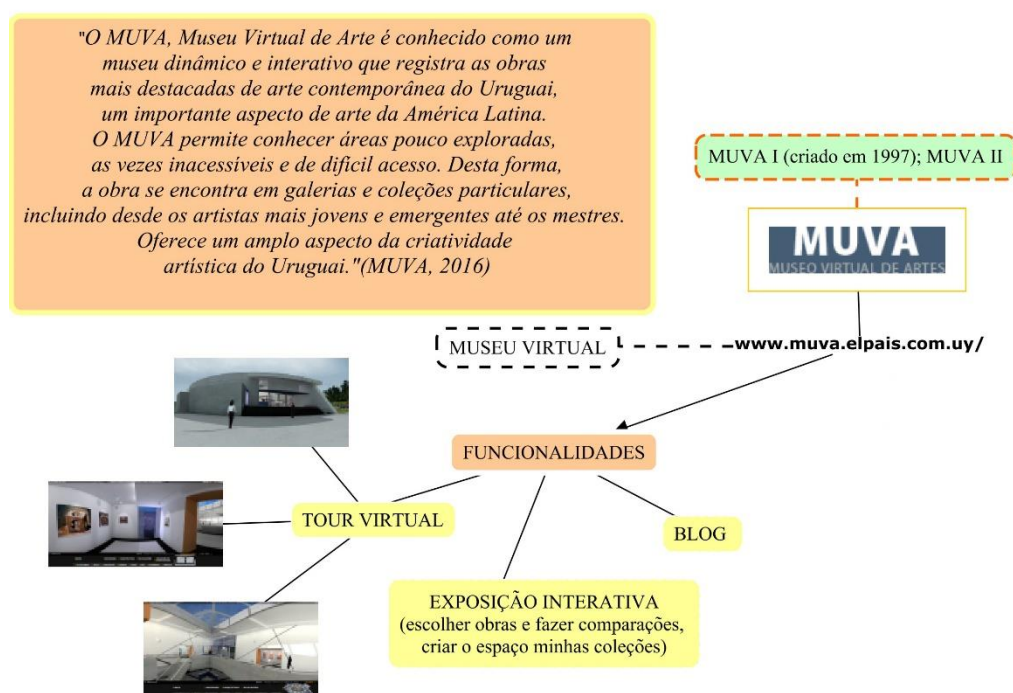 "O MUVA, Museu Virtual de Arte é conhecido como um
museu dinâmico e interativo que registra as obras
mais destacadas de arte contemporânea do Uruguai,
um importante aspecto de arte da América Latina.
O MUVA permite conhecer áreas pouco exploradas,
as vezes inacessíveis e de difícil acesso. Desta forma,
a obra se encontra em galerias e coleções particulares,
incluindo desde os artistas mais jovens e emergentes até os mestres.
Oferece um amplo aspecto da criatividade
artística do Uruguai."(MUVA, 2016)
MUVA I (criado em 1997); MUVA II
MUVA
MUSEO VIRTUAL DE ARTES
MUSEU VIRTUAL
www.muva.elpais.com.uy/
FUNCIONALIDADES
TOUR VIRTUAL
BLOG
EXPOSIÇÃO INTERATIVA
(escolher obras e fazer comparações,
criar o espaço minhas coleções)